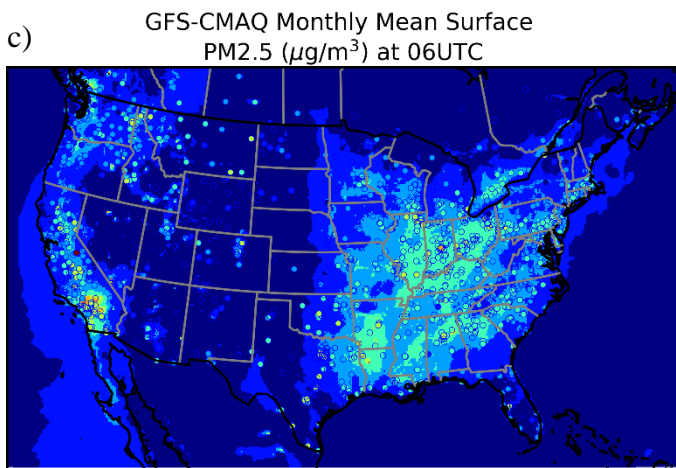 c)
GFS-CMAQ Monthly Mean Surface
PM2.5 (μg/m³) at 06UTC